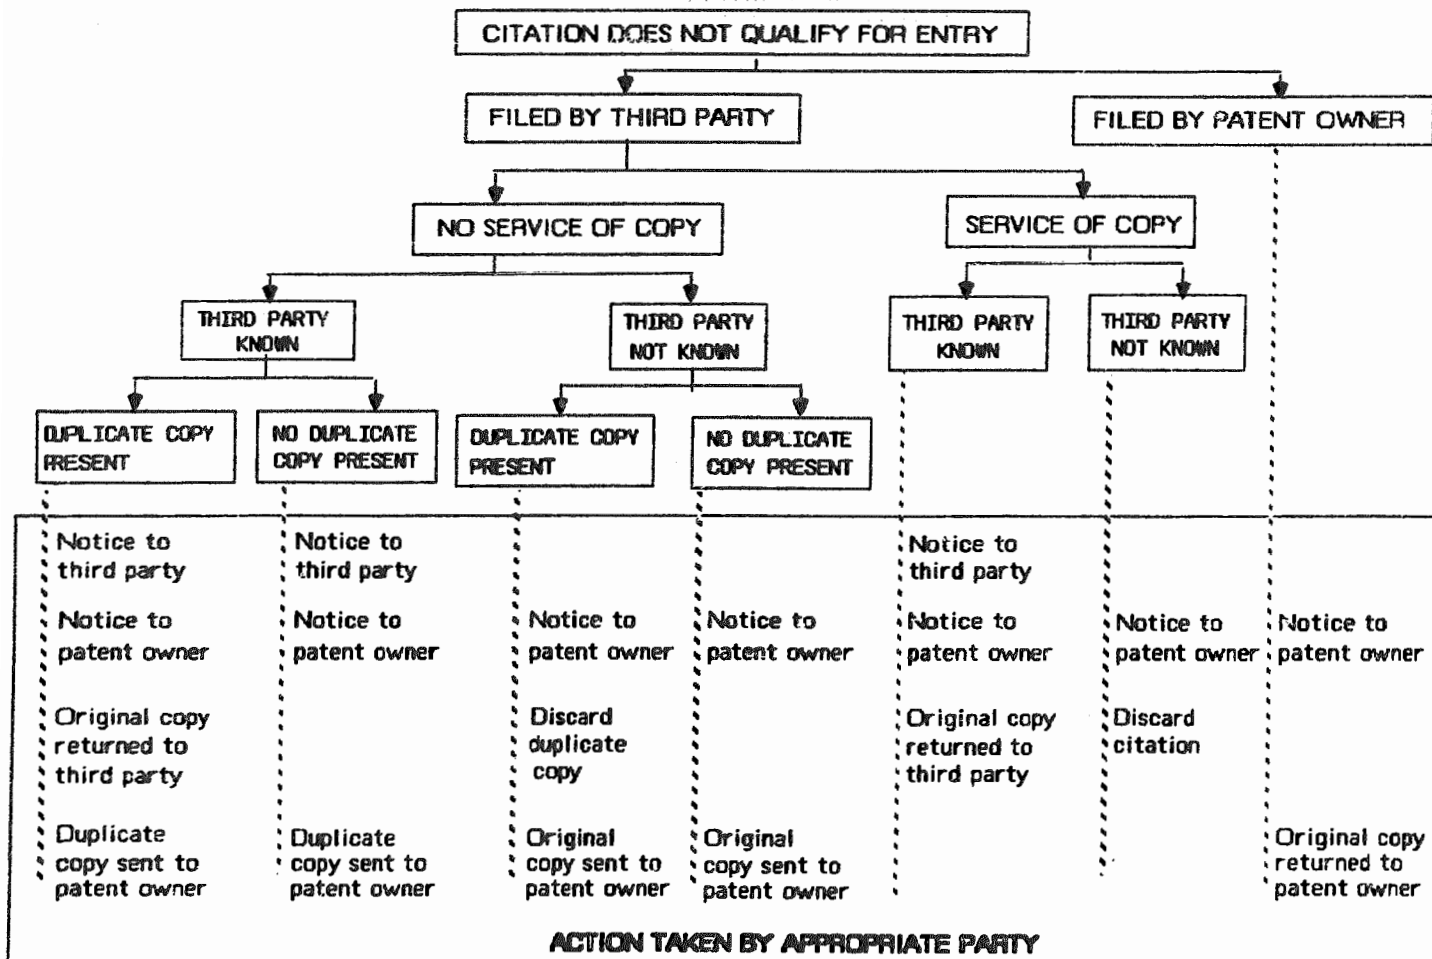 CITATION DOES NOT QUALIFY FOR ENTRY
FILED BY THIRD PARTY
FILED BY PATENT OWNER
NO SERVICE OF COPY
SERVICE OF COPY
THIRD PARTY
KNOWN
THIRD PARTY
NOT KNOWN
THIRD PARTY
KNOWN
THIRD PARTY
NOT KNOWN
DUPLICATE COPY
PRESENT
NO DUPLICATE
COPY PRESENT
DUPLICATE COPY
PRESENT
NO DUPLICATE
COPY PRESENT
Notice to
third party
Notice to
third party
Notice to
third party
Notice to
patent owner
Notice to
patent owner
Notice to
patent owner
Notice to
patent owner
Notice to
patent owner
Notice to
patent owner
Notice to
patent owner
Original copy
returned to
third party
Discard
duplicate
copy
Original copy
returned to
third party
Discard
citation
Duplicate
copy sent to
patent owner
Duplicate
copy sent to
patent owner
Original
copy sent to
patent owner
Original
copy sent to
patent owner
Original copy
returned to
patent owner
ACTION TAKEN BY APPROPRIATE PARTY